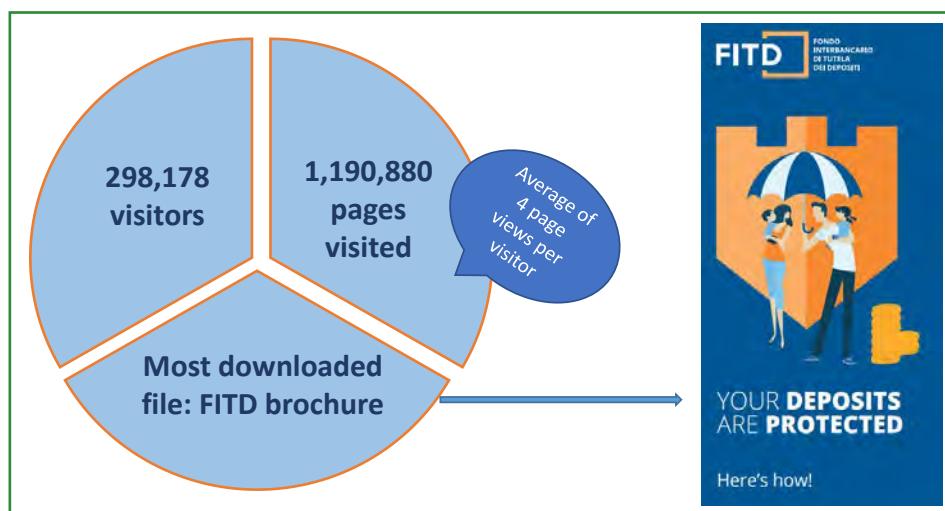 298,178
visitors
1,190,880
pages
visited
Average of
4 page
views per
visitor
Most downloaded
file: FITD brochure
FITD
FONDO
INTERBANCARIO
DI TUTELA
DEI DEPOSITI
YOUR DEPOSITS
ARE PROTECTED
Here's how!